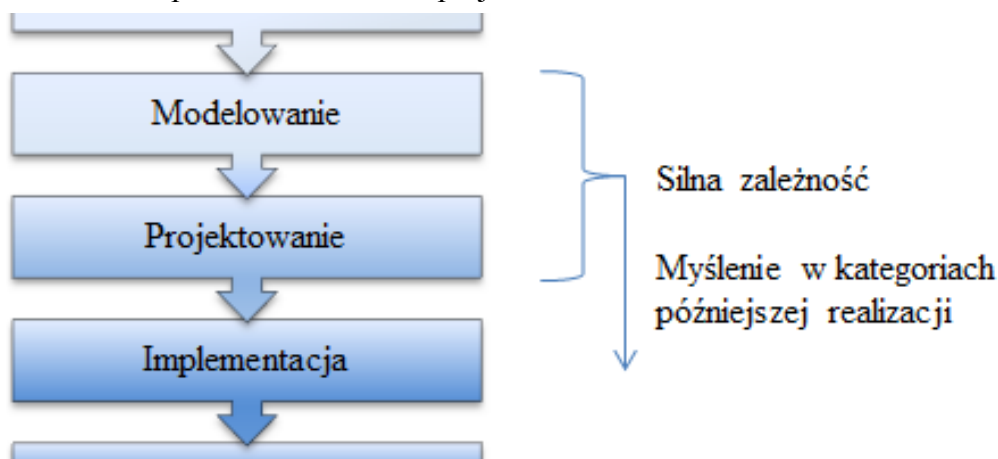 Modelowanie
Projektowanie
Implementacja
Silna zależność
Myślenie w kategoriach
późniejszej realizacji